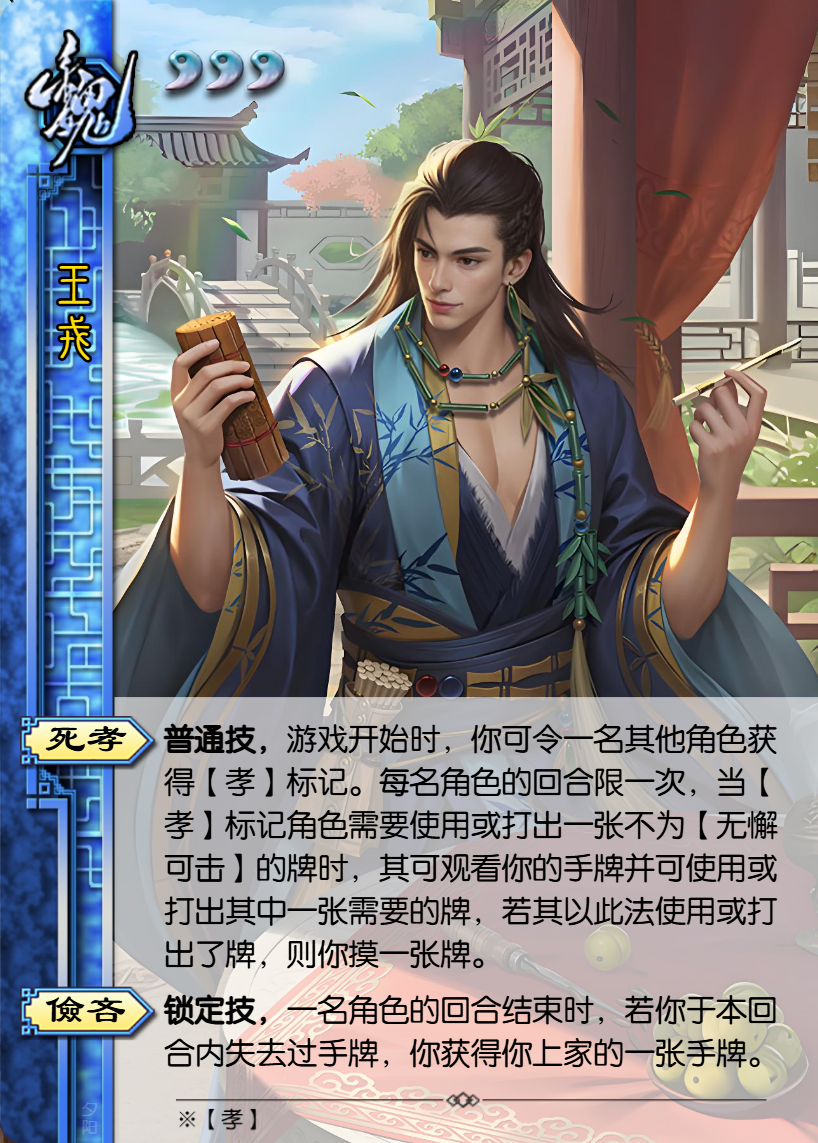 魏
王戎
死孝
普通技，游戏开始时，你可令一名其他角色获
得【孝】标记。每名角色的回合限一次，当【
孝】标记角色需要使用或打出一张不为【无懈
可击】的牌时，其可观看你的手牌并可使用或
打出其中一张需要的牌，若其以此法使用或打
出了牌，则你摸一张牌。
儉吝
锁定技，一名角色的回合结束时，若你于本回
合内失去过手牌，你获得你上家的一张手牌。
※【孝】
夕阳